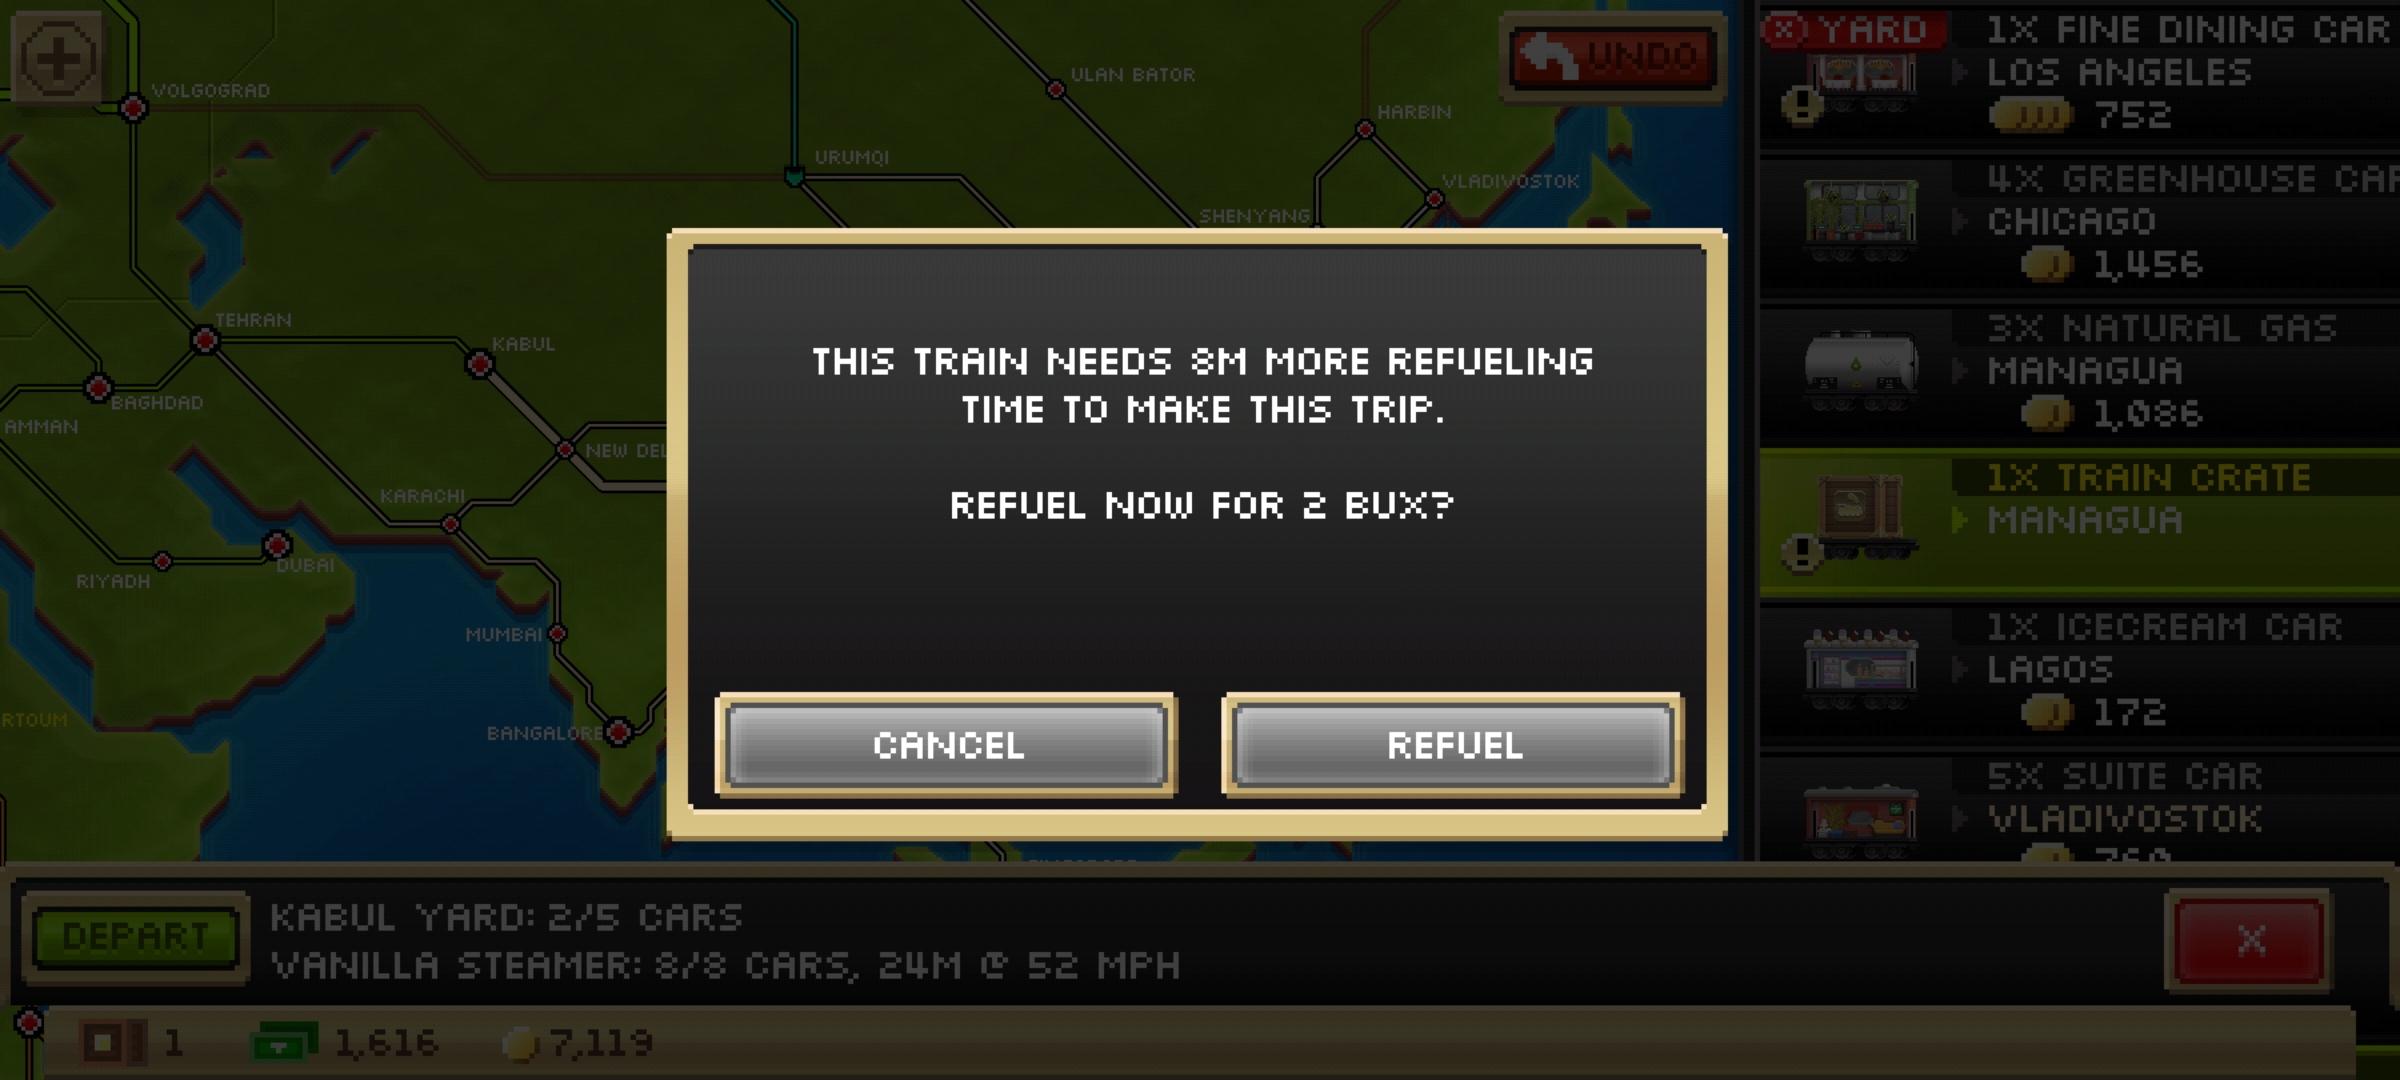 VOLGOGRAD
ULAN BATOR
UNDO
HARBIN
URUMQI
VLADIVOSTOK
SHENYANG
TEHRAN
KABUL
BAGHDAD
AMMAN
NEW DEL
KARACHI
DUBAI
RIYADH
MUMBAI
RTOUM
BANGALORE
THIS TRAIN NEEDS 8M MORE REFUELING
TIME TO MAKE THIS TRIP.
REFUEL NOW FOR 2 BUX?
CANCEL
REFUEL
YARD
1X FINE DINING CAR
LOS ANGELES
752
4X GREENHOUSE CAR
CHICAGO
1,456
3X NATURAL GAS
MANAGUA
1,086
1X TRAIN CRATE
MANAGUA
1X ICECREAM CAR
LAGOS
172
5X SUITE CAR
VLADIVOSTOK
760
DEPART
KABUL YARD: 2/5 CARS
VANILLA STEAMER: 8/8 CARS, 24M @ 52 MPH
X
1
1,616
7,119